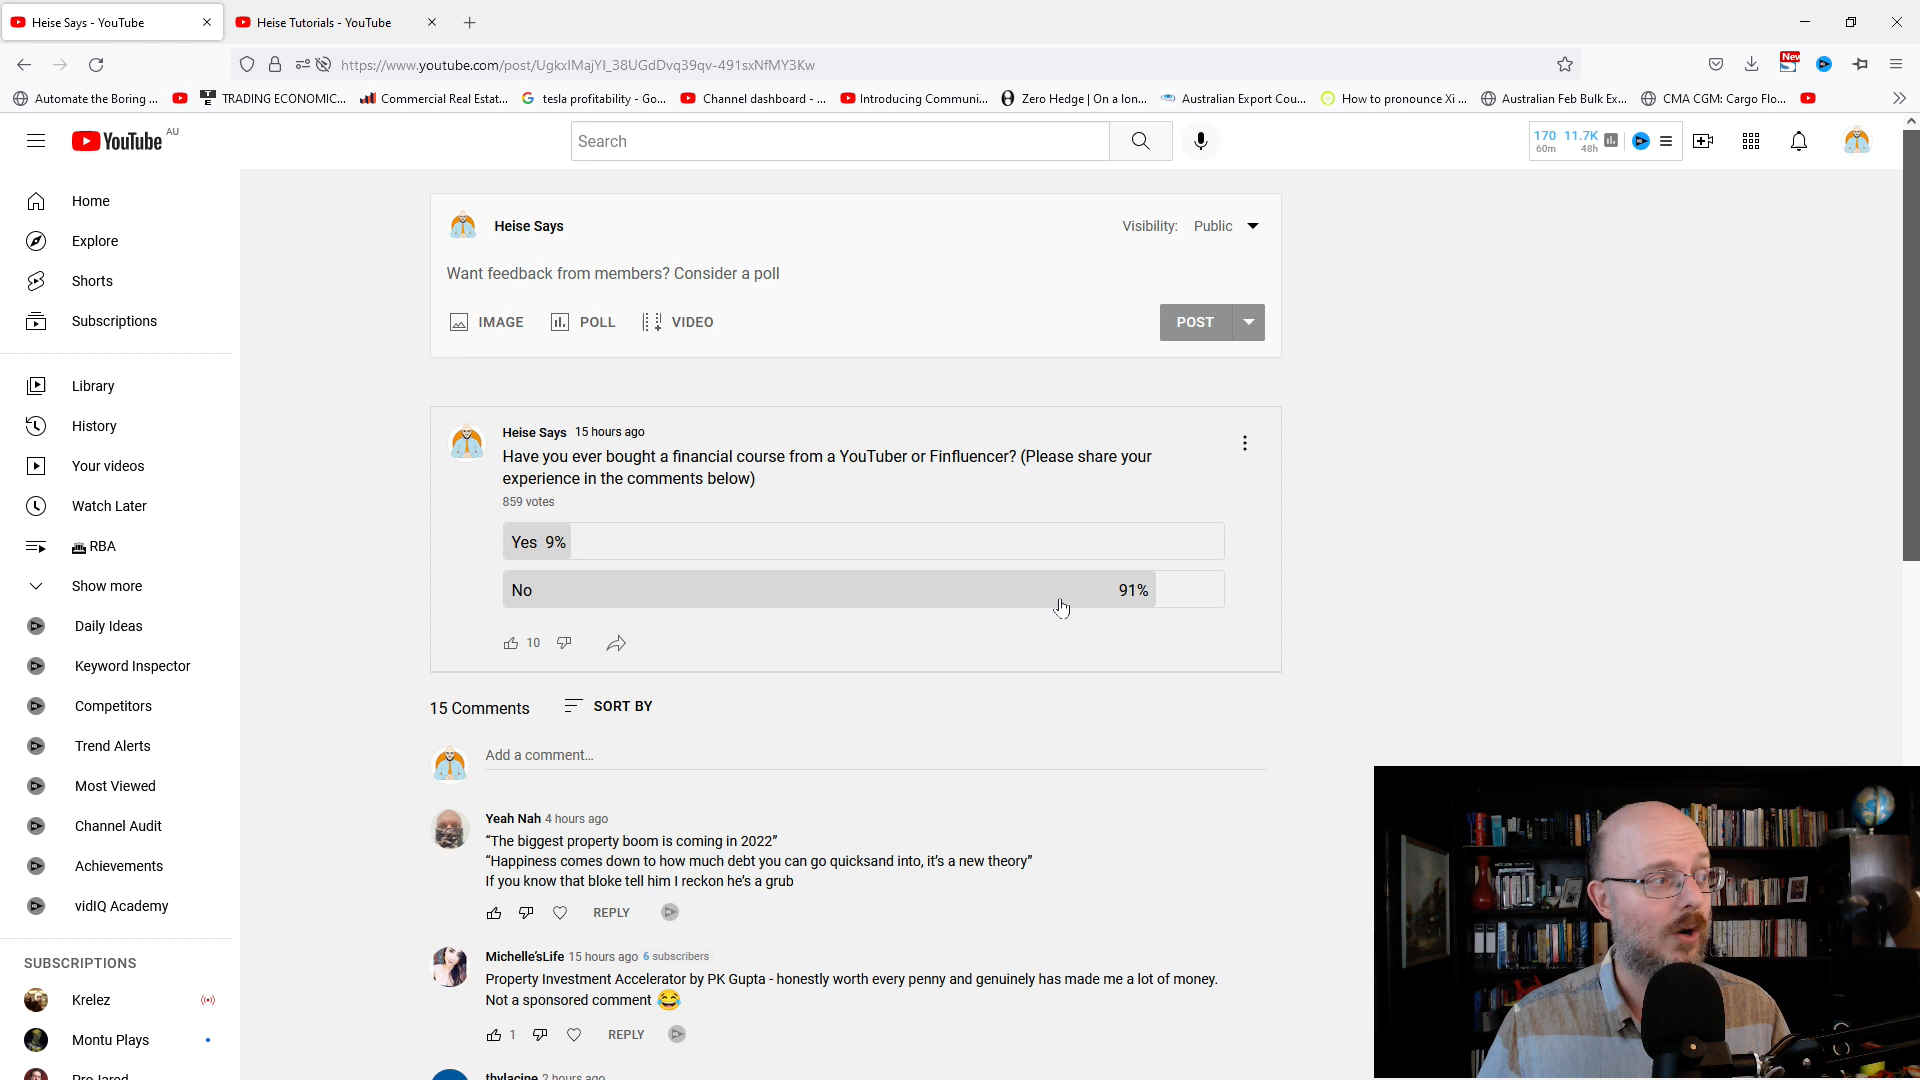 Heise Says - YouTube
Heise Tutorials - YouTube
https://www.youtube.com/post/UgkxIMajYI_38UGdDvq39qv-491sxNfMY3Kw
New
Automate the Boring ...
TRADING ECONOMIC...
Commercial Real Estat...
tesla profitability - Go...
Channel dashboard - ...
Introducing Communi...
Zero Hedge | On a lon...
Australian Export Cou...
How to pronounce Xi ...
Australian Feb Bulk Ex...
CMA CGM: Cargo Flo...
YouTube AU
Search
170 11.7K
60m 48h
Home
Explore
Shorts
Subscriptions
Library
History
Your videos
Watch Later
RBA
Show more
Daily Ideas
Keyword Inspector
Competitors
Trend Alerts
Most Viewed
Channel Audit
Achievements
vidIQ Academy
SUBSCRIPTIONS
Krelez
Montu Plays
ProJared
Heise Says
Visibility: Public
Want feedback from members? Consider a poll
IMAGE POLL VIDEO
POST
Heise Says 15 hours ago
Have you ever bought a financial course from a YouTuber or Finfluencer? (Please share your
experience in the comments below)
859 votes
Yes 9%
No 91%
10
15 Comments SORT BY
Add a comment...
Yeah Nah 4 hours ago
“The biggest property boom is coming in 2022”
“Happiness comes down to how much debt you can go quicksand into, it’s a new theory”
If you know that bloke tell him I reckon he’s a grub
REPLY
Michelle'sLife 15 hours ago 6 subscribers
Property Investment Accelerator by PK Gupta - honestly worth every penny and genuinely has made me a lot of money.
Not a sponsored comment 😂
1 REPLY
thylacine 2 hours ago